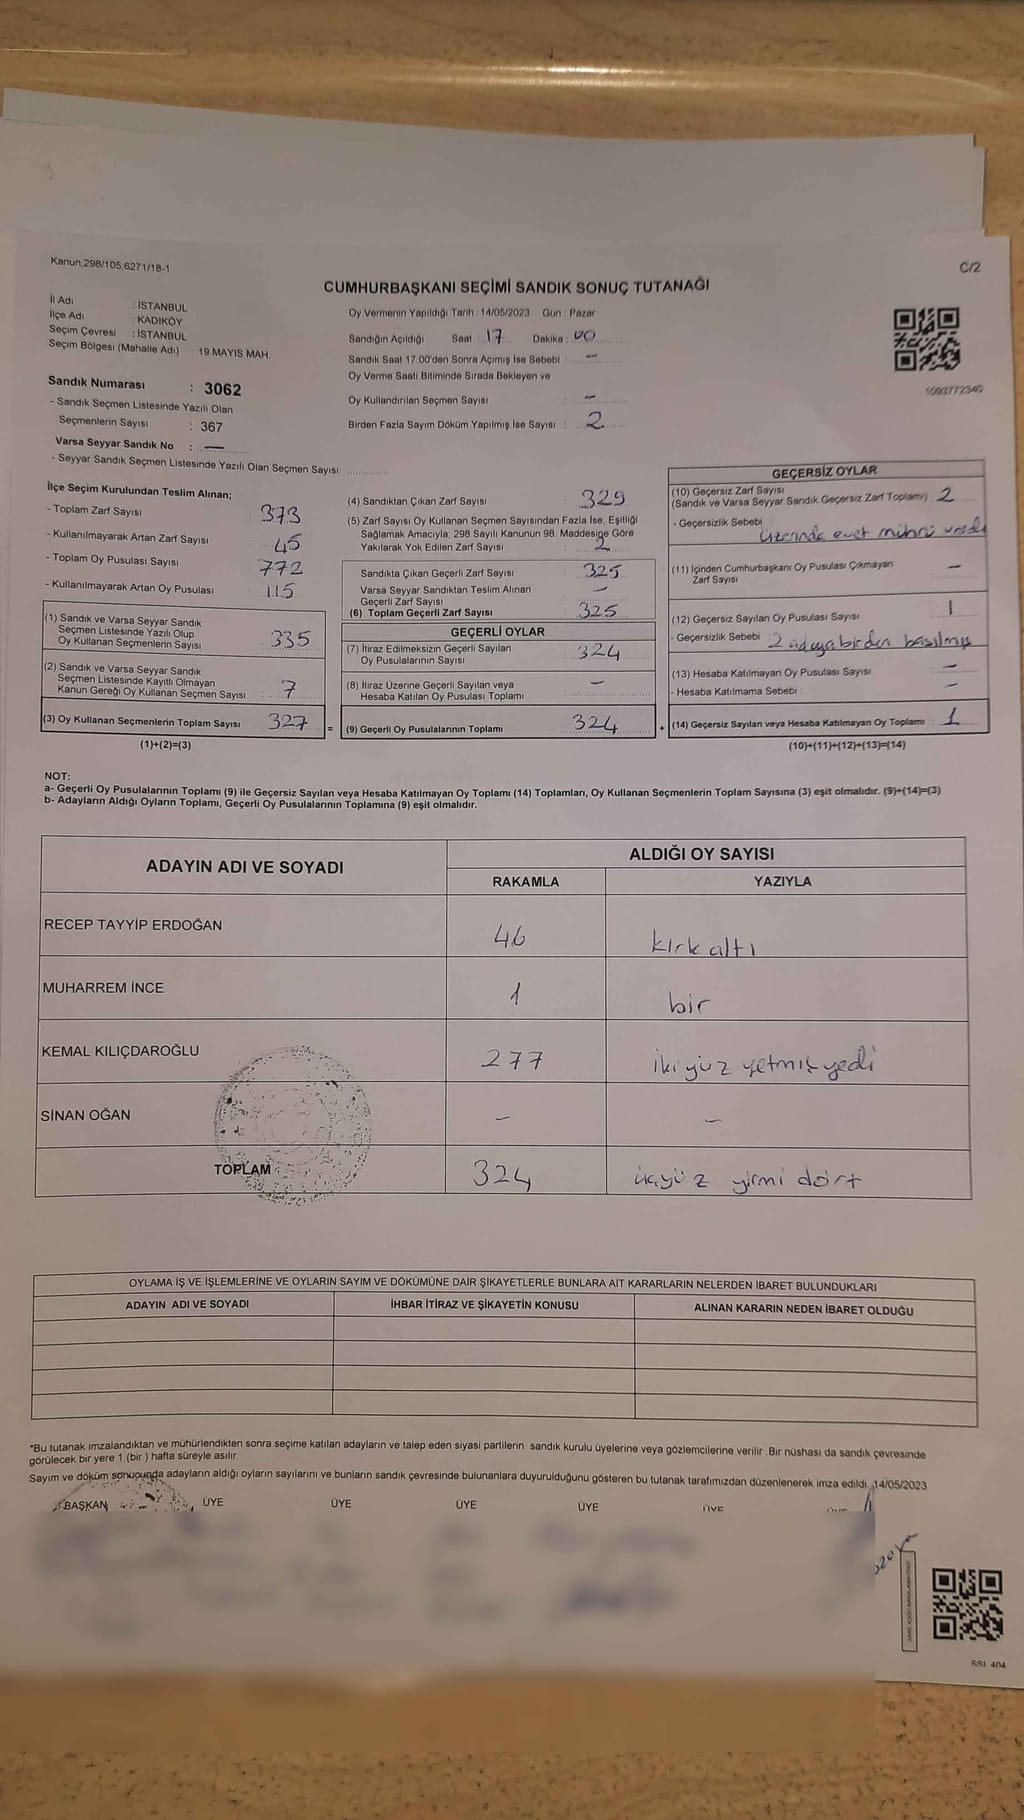 Kanun,298/105,6271/18-1
C/2
CUMHURBAŞKANI SEÇİMİ SANDIK SONUÇ TUTANAĞI
İl Adı : İSTANBUL
İlçe Adı : KADIKÖY
Seçim Çevresi : İSTANBUL
Seçim Bölgesi (Mahalle Adı) : 19 MAYIS MAH.
Sandık Numarası : 3062
- Sandık Seçmen Listesinde Yazılı Olan
Seçmenlerin Sayısı : 367
Varsa Seyyar Sandık No : —
- Seyyar Sandık Seçmen Listesinde Yazılı Olan Seçmen Sayısı:
Oy Vermenin Yapıldığı Tarih : 14/05/2023 Gün : Pazar
Sandığın Açıldığı Saat : 17 Dakika : 00
Sandık Saat 17:00'den Sonra Açımış İse Sebebi : —
Oy Verme Saati Bitiminde Sırada Bekleyen ve
Oy Kullandırılan Seçmen Sayısı : —
Birden Fazla Sayım Döküm Yapılmış İse Sayısı : 2
1093772340
İlçe Seçim Kurulundan Teslim Alınan;
- Toplam Zarf Sayısı : 373
- Kullanılmayarak Artan Zarf Sayısı : 45
- Toplam Oy Pusulası Sayısı : 772
- Kullanılmayarak Artan Oy Pusulası : 115
(1) Sandık ve Varsa Seyyar Sandık
Seçmen Listesinde Yazılı Olup
Oy Kullanan Seçmenlerin Sayısı : 335
(2) Sandık ve Varsa Seyyar Sandık
Seçmen Listesinde Kayıtlı Olmayan
Kanun Gereği Oy Kullanan Seçmen Sayısı : 7
(3) Oy Kullanan Seçmenlerin Toplam Sayısı : 327
(1)+(2)=(3)
=
(4) Sandıktan Çıkan Zarf Sayısı : 329
(5) Zarf Sayısı Oy Kullanan Seçmen Sayısından Fazla İse, Eşitliği
Sağlamak Amacıyla; 298 Sayılı Kanunun 98. Maddesine Göre
Yakılarak Yok Edilen Zarf Sayısı : 2
Sandıkta Çıkan Geçerli Zarf Sayısı : 325
Varsa Seyyar Sandıktan Teslim Alınan
Geçerli Zarf Sayısı : —
(6) Toplam Geçerli Zarf Sayısı : 325
GEÇERLİ OYLAR
(7) İtiraz Edilmeksizin Geçerli Sayılan
Oy Pusulalarının Sayısı : 324
(8) İtiraz Üzerine Geçerli Sayılan veya
Hesaba Katılan Oy Pusulası Toplamı : —
(9) Geçerli Oy Pusulalarının Toplamı : 324
+
GEÇERSİZ OYLAR
(10) Geçersiz Zarf Sayısı
(Sandık ve Varsa Seyyar Sandık Geçersiz Zarf Toplamı) : 2
- Geçersizlik Sebebi : Üzerinde evet mührü
(11) İçinden Cumhurbaşkanı Oy Pusulası Çıkmayan
Zarf Sayısı : —
(12) Geçersiz Sayılan Oy Pusulası Sayısı : 1
- Geçersizlik Sebebi : 2 adaya birden basılmış
(13) Hesaba Katılmayan Oy Pusulası Sayısı : —
- Hesaba Katılmama Sebebi : —
(14) Geçersiz Sayılan veya Hesaba Katılmayan Oy Toplamı : 1
(10)+(11)+(12)+(13)=(14)
NOT:
a- Geçerli Oy Pusulalarının Toplamı (9) ile Geçersiz Sayılan veya Hesaba Katılmayan Oy Toplamı (14) Toplamları, Oy Kullanan Seçmenlerin Toplam Sayısına (3) eşit olmalıdır. (9)+(14)=(3)
b- Adayların Aldığı Oyların Toplamı, Geçerli Oy Pusulalarının Toplamına (9) eşit olmalıdır.
ADAYIN ADI VE SOYADI ALDIĞI OY SAYISI
RAKAMLA YAZIYLA
RECEP TAYYİP ERDOĞAN 46 kırk altı
MUHARREM İNCE 1 bir
KEMAL KILIÇDAROĞLU 277 ikiyüz yetmiş yedi
SİNAN OĞAN — —
TOPLAM 324 üçyüz yirmi dört
OYLAMA İŞ VE İŞLEMLERİNE VE OYLARIN SAYIM VE DÖKÜMÜNE DAİR ŞİKAYETLERLE BUNLARA AİT KARARLARIN NELERDEN İBARET BULUNDUKLARI
ADAYIN ADI VE SOYADI İHBAR İTİRAZ VE ŞİKAYETİN KONUSU ALINAN KARARIN NEDEN İBARET OLDUĞU
*Bu tutanak imzalandıktan ve mühürlendikten sonra seçime katılan adayların ve talep eden siyasi partilerin sandık kurulu üyelerine veya gözlemcilerine verilir. Bir nüshası da sandık çevresinde
görülecek bir yere 1 (bir ) hafta süreyle asılır.
Sayım ve döküm sonucunda adayların aldığı oyların sayılarını ve bunların sandık çevresinde bulunanlara duyurulduğunu gösteren bu tutanak tarafımızdan düzenlenerek imza edildi. 14/05/2023
BAŞKAN ÜYE ÜYE ÜYE ÜYE ÜYE ÜYE
SSL 404